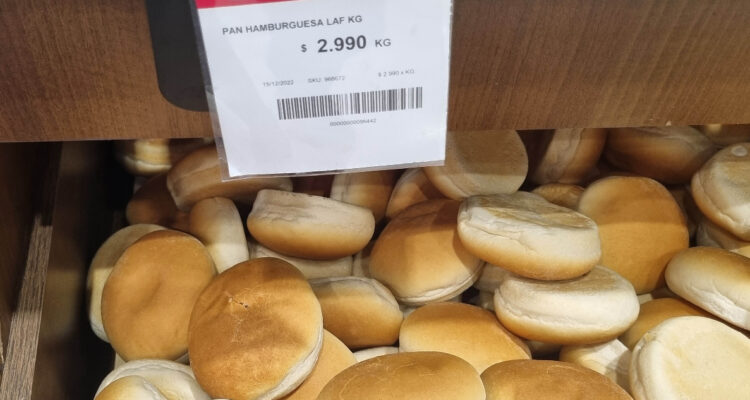 PAN HAMBURGUESA LAF KG
$ 2.990 KG
15/12/2022 SKU: 968672 $ 2 990 x KG